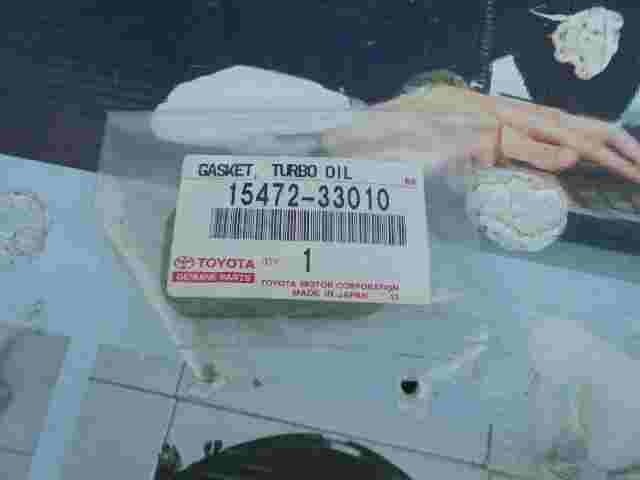 GASKET, TURBO OIL
15472-33010
TOYOTA QTY 1
GENUINE PARTS
TOYOTA MOTOR CORPORATION
MADE IN JAPAN